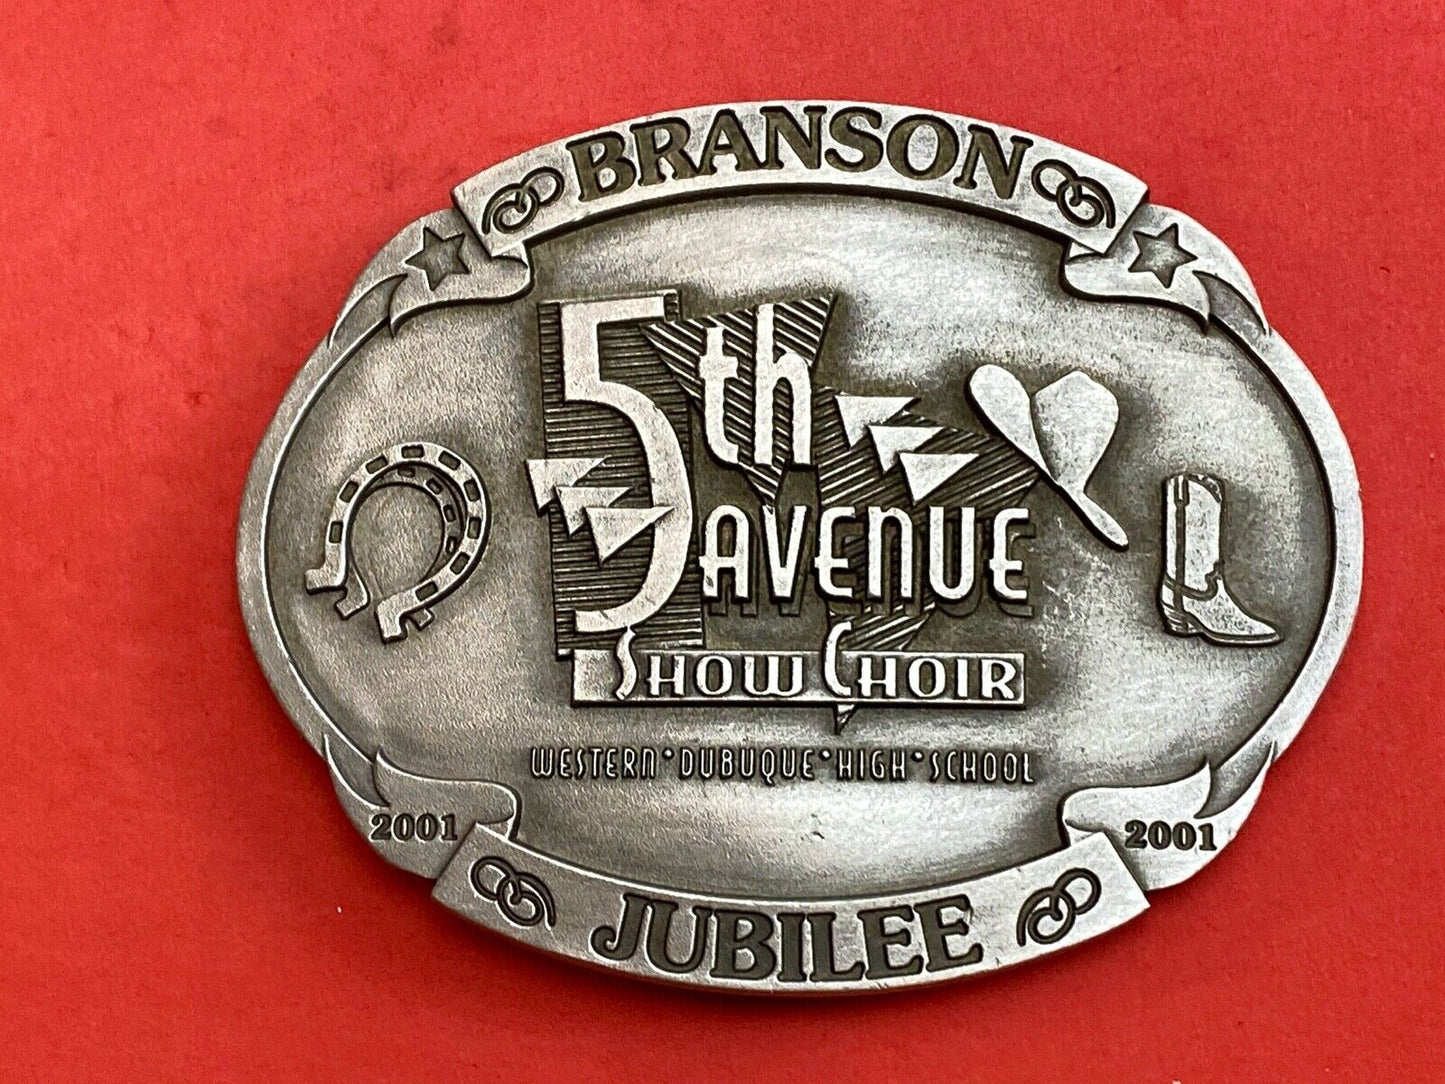 BRANSON
5th
AVENUE
SHOW CHOIR
WESTERN • DUBUQUE • HIGH • SCHOOL
2001 2001
JUBILEE